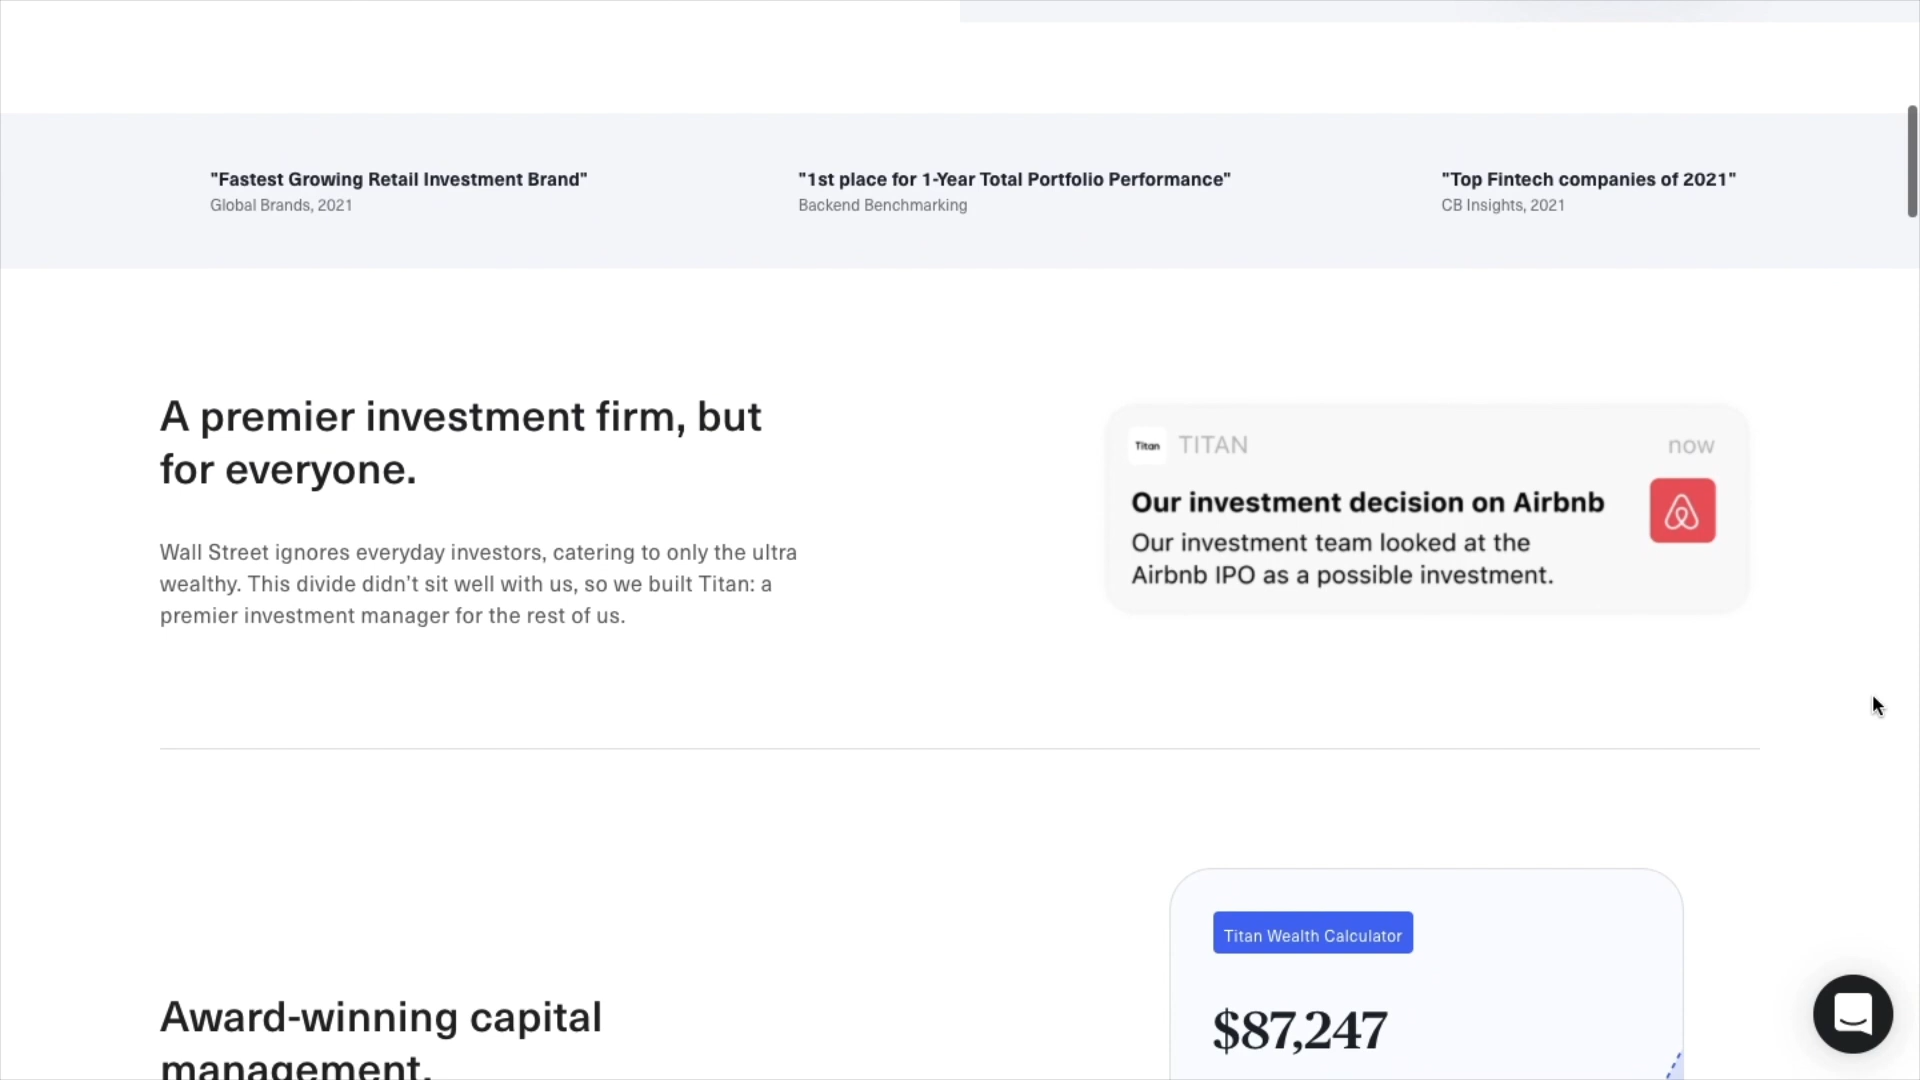 "Fastest Growing Retail Investment Brand"
Global Brands, 2021
"1st place for 1-Year Total Portfolio Performance"
Backend Benchmarking
"Top Fintech companies of 2021"
CB Insights, 2021
A premier investment firm, but
for everyone.
Wall Street ignores everyday investors, catering to only the ultra
wealthy. This divide didn't sit well with us, so we built Titan: a
premier investment manager for the rest of us.
Titan TITAN now
Our investment decision on Airbnb
Our investment team looked at the
Airbnb IPO as a possible investment.
Titan Wealth Calculator
$87,247
Award-winning capital
management.